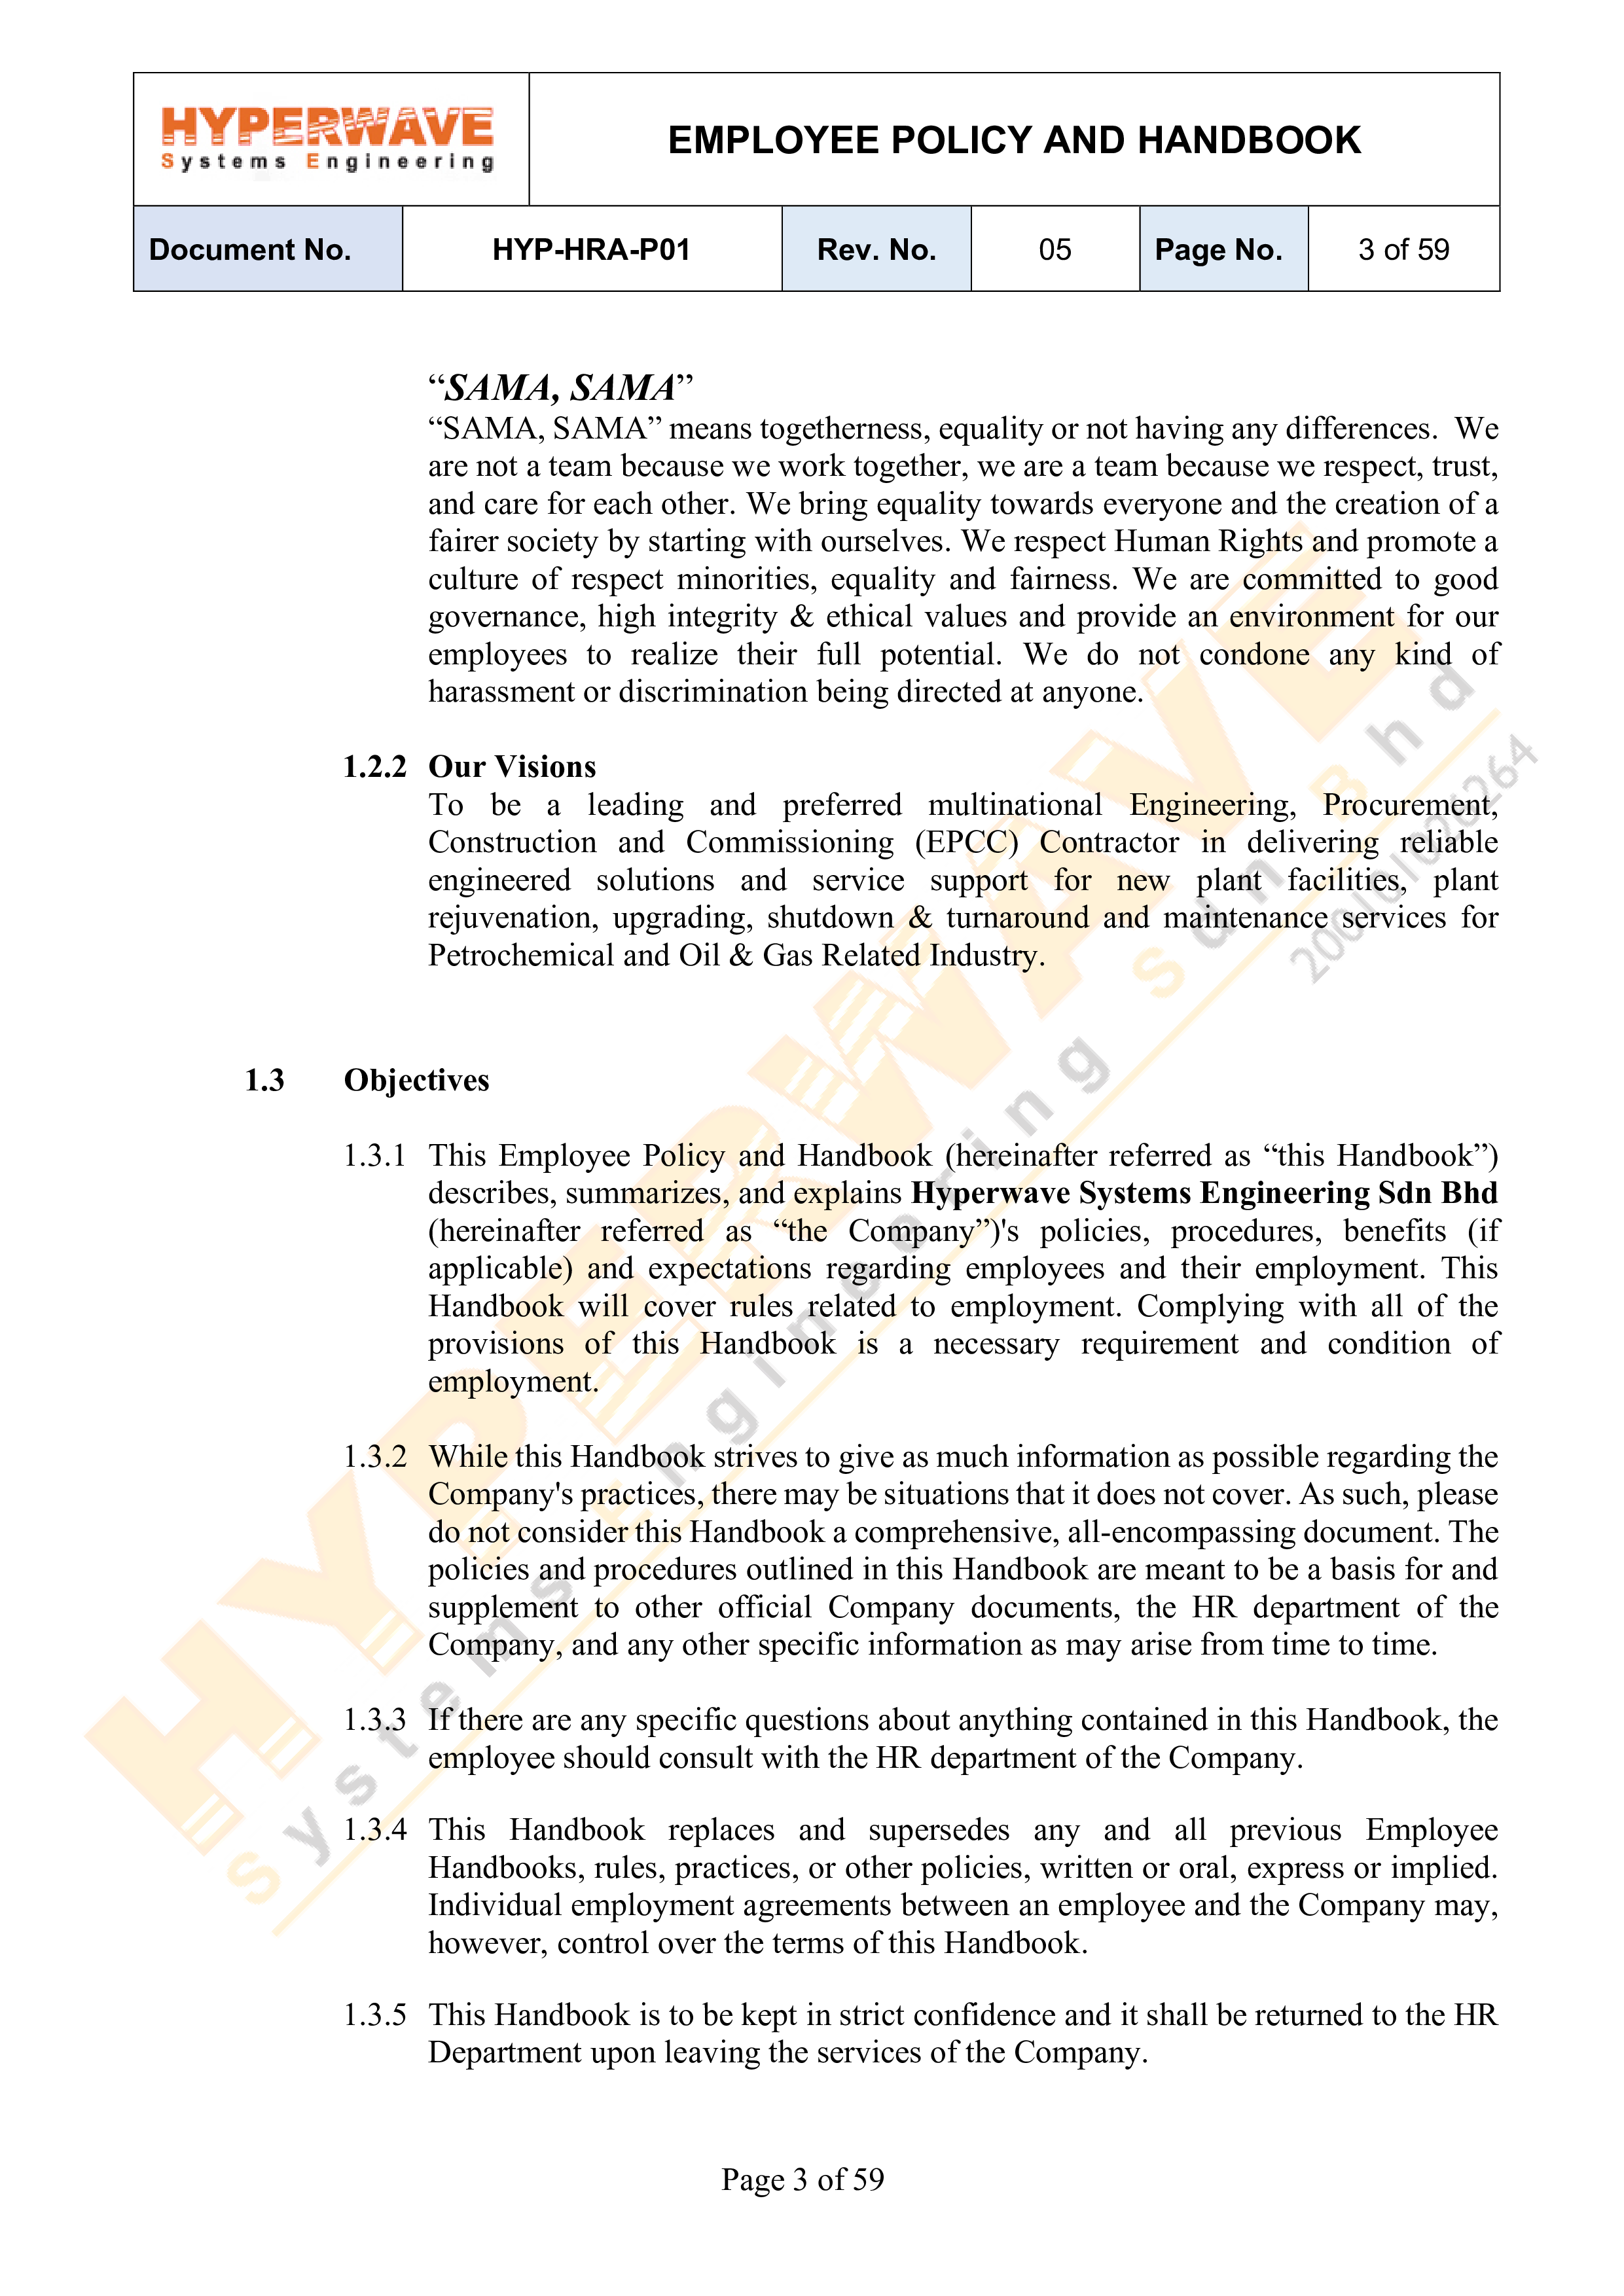 HYPERWAVE
Systems Engineering
EMPLOYEE POLICY AND HANDBOOK
Document No. HYP-HRA-P01 Rev. No. 05 Page No. 3 of 59
“SAMA, SAMA”
“SAMA, SAMA” means togetherness, equality or not having any differences. We
are not a team because we work together, we are a team because we respect, trust,
and care for each other. We bring equality towards everyone and the creation of a
fairer society by starting with ourselves. We respect Human Rights and promote a
culture of respect minorities, equality and fairness. We are committed to good
governance, high integrity & ethical values and provide an environment for our
employees to realize their full potential. We do not condone any kind of
harassment or discrimination being directed at anyone.
1.2.2 Our Visions
To be a leading and preferred multinational Engineering, Procurement,
Construction and Commissioning (EPCC) Contractor in delivering reliable
engineered solutions and service support for new plant facilities, plant
rejuvenation, upgrading, shutdown & turnaround and maintenance services for
Petrochemical and Oil & Gas Related Industry.
1.3 Objectives
1.3.1 This Employee Policy and Handbook (hereinafter referred as “this Handbook”)
describes, summarizes, and explains Hyperwave Systems Engineering Sdn Bhd
(hereinafter referred as “the Company”)'s policies, procedures, benefits (if
applicable) and expectations regarding employees and their employment. This
Handbook will cover rules related to employment. Complying with all of the
provisions of this Handbook is a necessary requirement and condition of
employment.
1.3.2 While this Handbook strives to give as much information as possible regarding the
Company's practices, there may be situations that it does not cover. As such, please
do not consider this Handbook a comprehensive, all-encompassing document. The
policies and procedures outlined in this Handbook are meant to be a basis for and
supplement to other official Company documents, the HR department of the
Company, and any other specific information as may arise from time to time.
1.3.3 If there are any specific questions about anything contained in this Handbook, the
employee should consult with the HR department of the Company.
1.3.4 This Handbook replaces and supersedes any and all previous Employee
Handbooks, rules, practices, or other policies, written or oral, express or implied.
Individual employment agreements between an employee and the Company may,
however, control over the terms of this Handbook.
1.3.5 This Handbook is to be kept in strict confidence and it shall be returned to the HR
Department upon leaving the services of the Company.
HYPERWAVE
Systems Engineering Sdn Bhd
Page 3 of 59